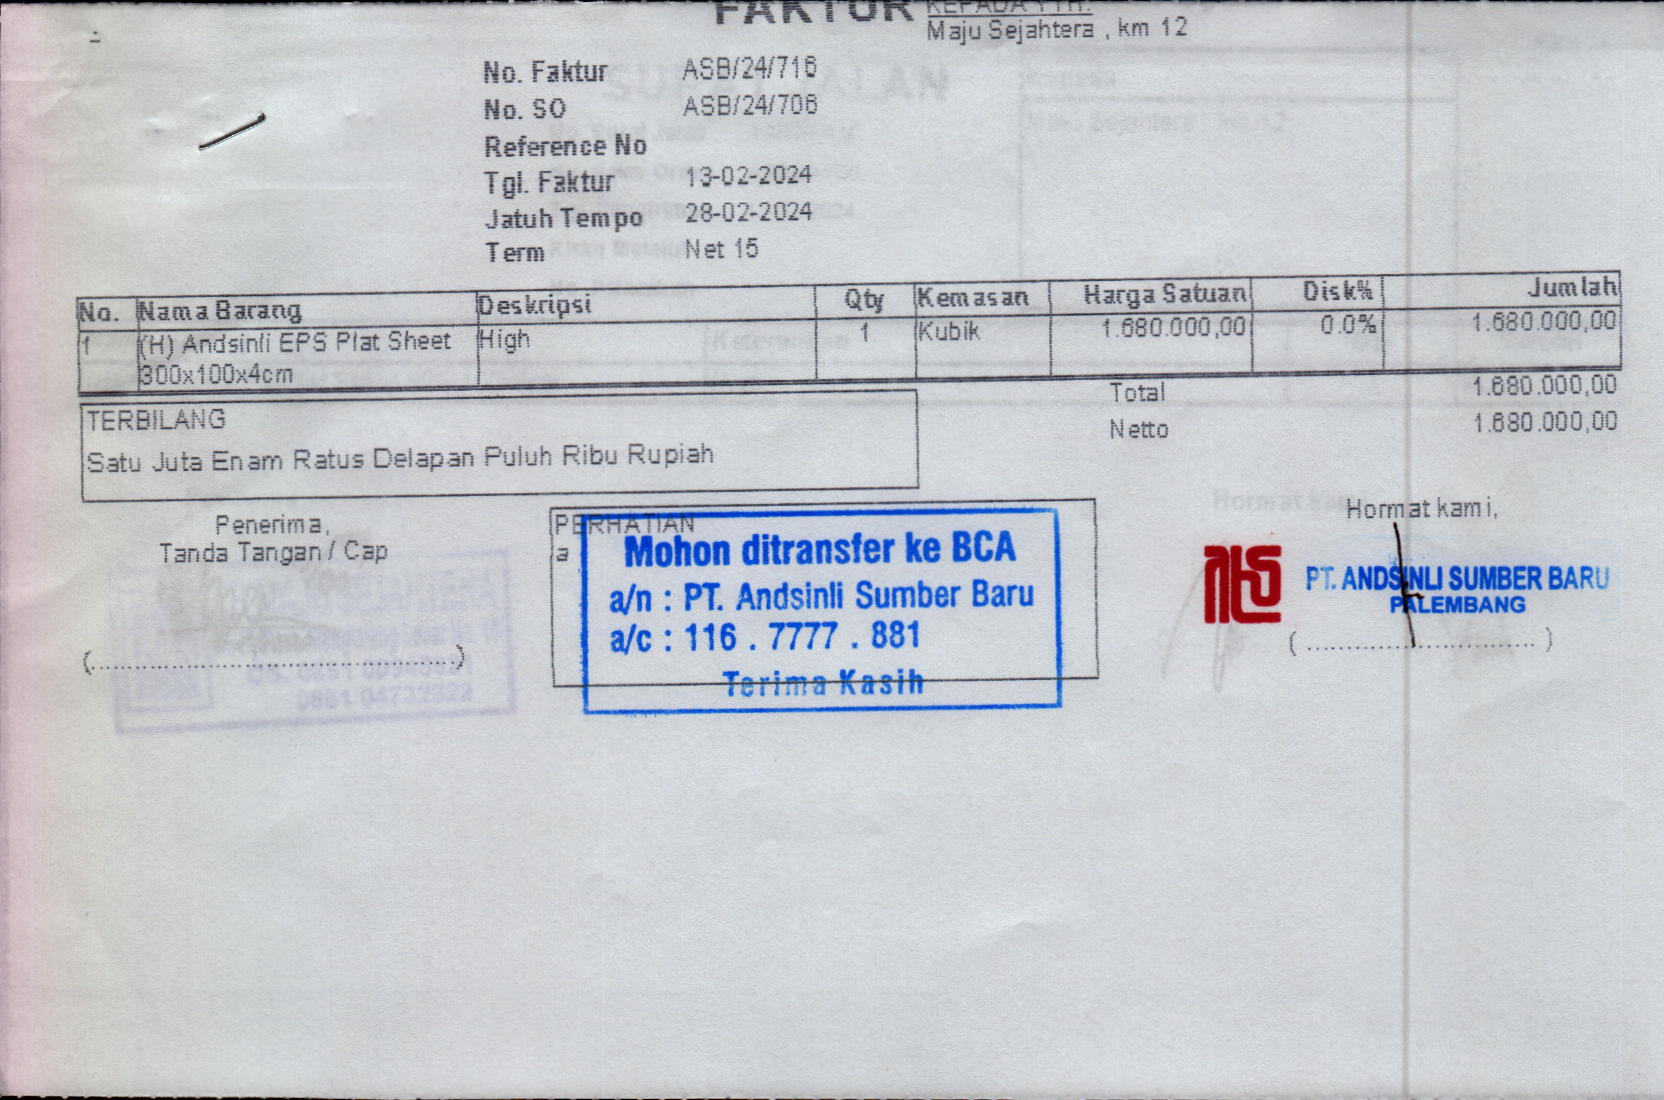 FAKTUR
KEPADA YTH.
Maju Sejahtera , km 12
No. Faktur ASB/24/716
No. SO ASB/24/706
Reference No
Tgl. Faktur 13-02-2024
Jatuh Tempo 28-02-2024
Term Net 15
No. Nama Barang Deskripsi Qty Kemasan Harga Satuan Disk% Jumlah
1 (H) Andsinli EPS Plat Sheet High 1 Kubik 1.680.000,00 0.0% 1.680.000,00
300x100x4cm
Total 1.680.000,00
Netto 1.680.000,00
TERBILANG
Satu Juta Enam Ratus Delapan Puluh Ribu Rupiah
Penerima,
Tanda Tangan / Cap
(........................................................)
PERHATIAN
a
Mohon ditransfer ke BCA
a/n : PT. Andsinli Sumber Baru
a/c : 116 . 7777 . 881
Terima Kasih
Hormat kami,
PT. ANDSINLI SUMBER BARU
PALEMBANG
( ................................... )